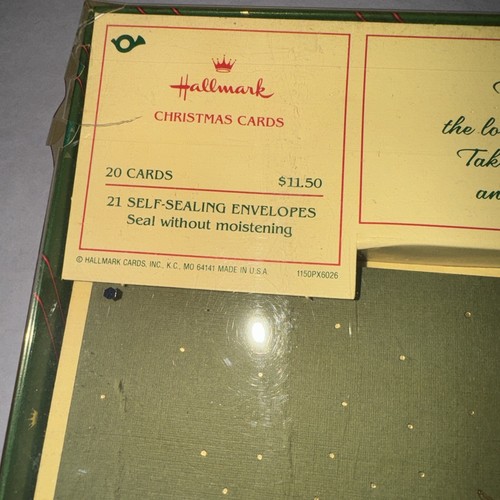 Hallmark
CHRISTMAS CARDS
20 CARDS $11.50
21 SELF-SEALING ENVELOPES
Seal without moistening
© HALLMARK CARDS, INC., K.C., MO 64141 MADE IN U.S.A. 1150PX6026
the lo
Tak
an